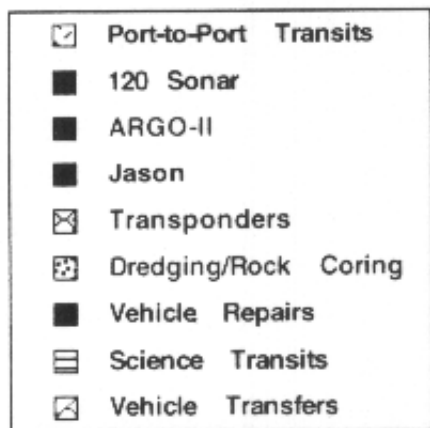 Port-to-Port Transits
120 Sonar
ARGO-II
Jason
Transponders
Dredging/Rock Coring
Vehicle Repairs
Science Transits
Vehicle Transfers